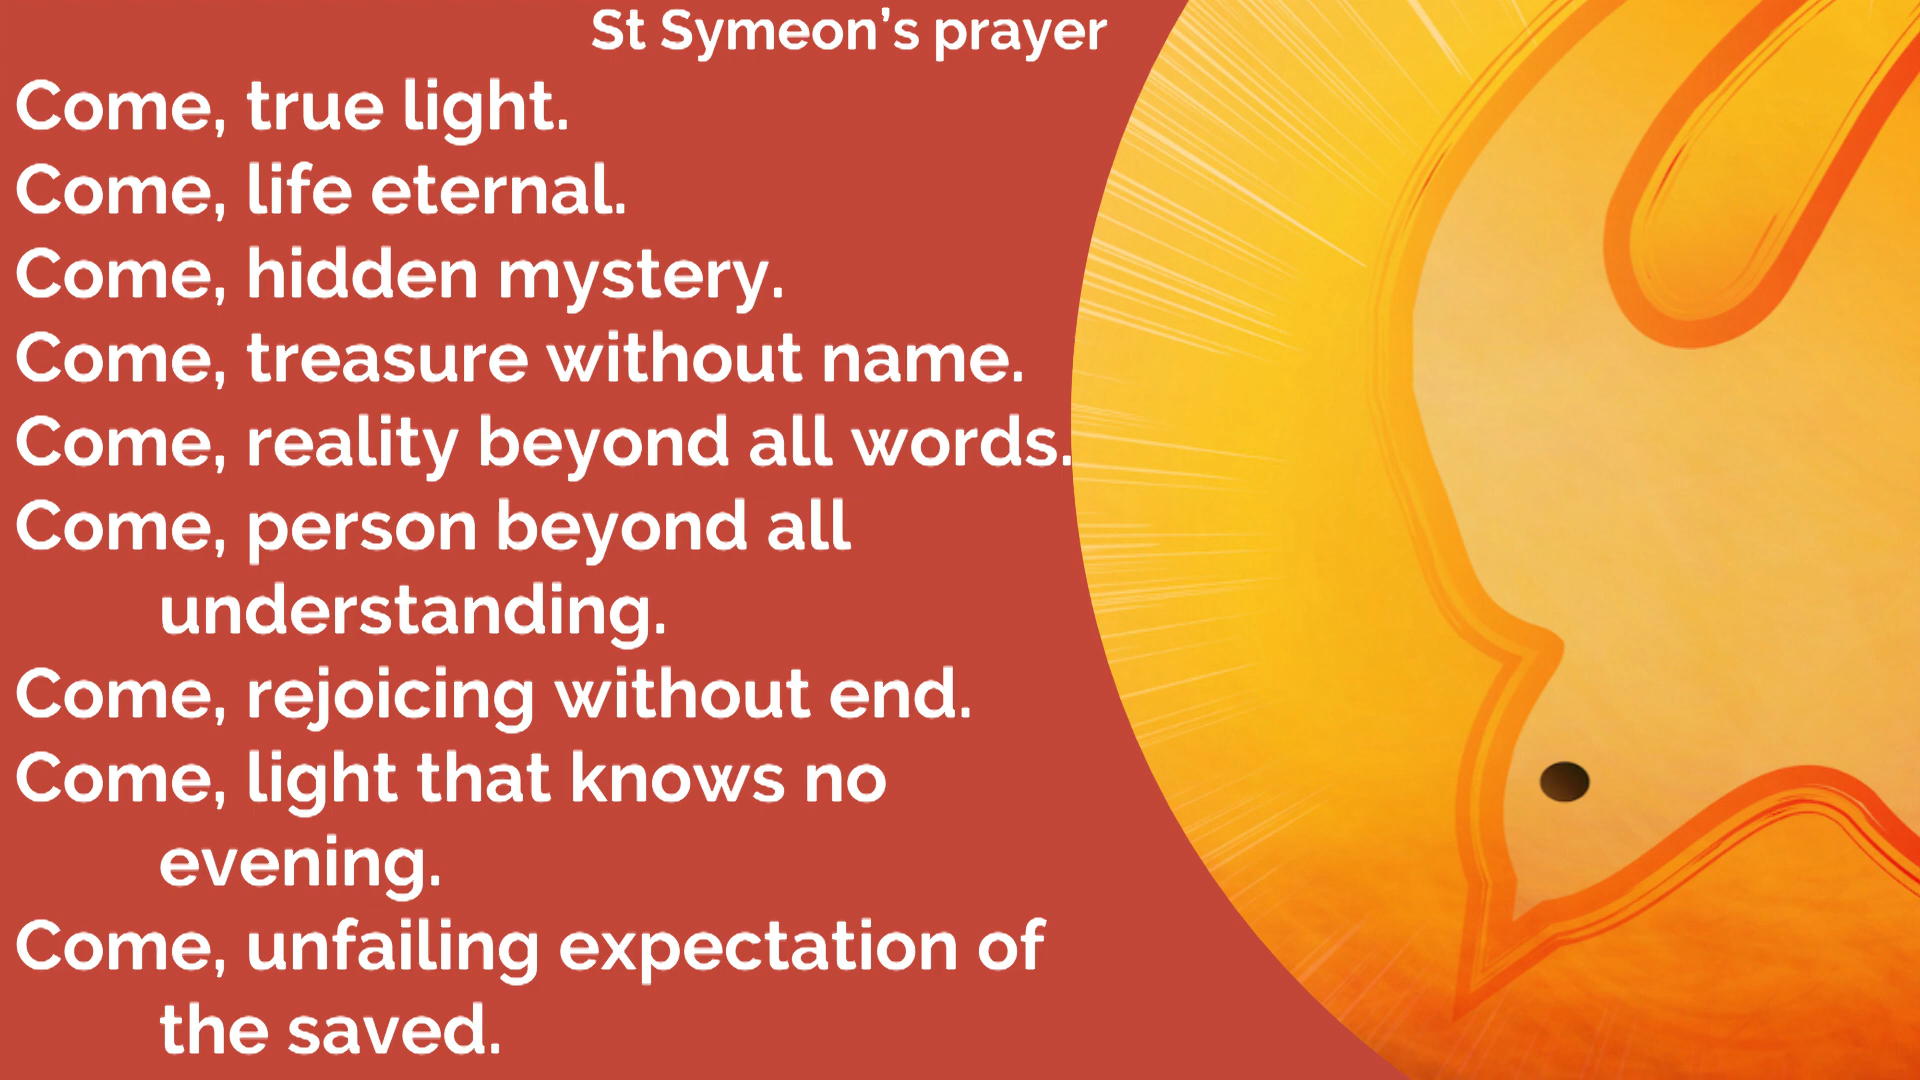 St Symeon’s prayer
Come, true light.
Come, life eternal.
Come, hidden mystery.
Come, treasure without name.
Come, reality beyond all words.
Come, person beyond all
understanding.
Come, rejoicing without end.
Come, light that knows no
evening.
Come, unfailing expectation of
the saved.